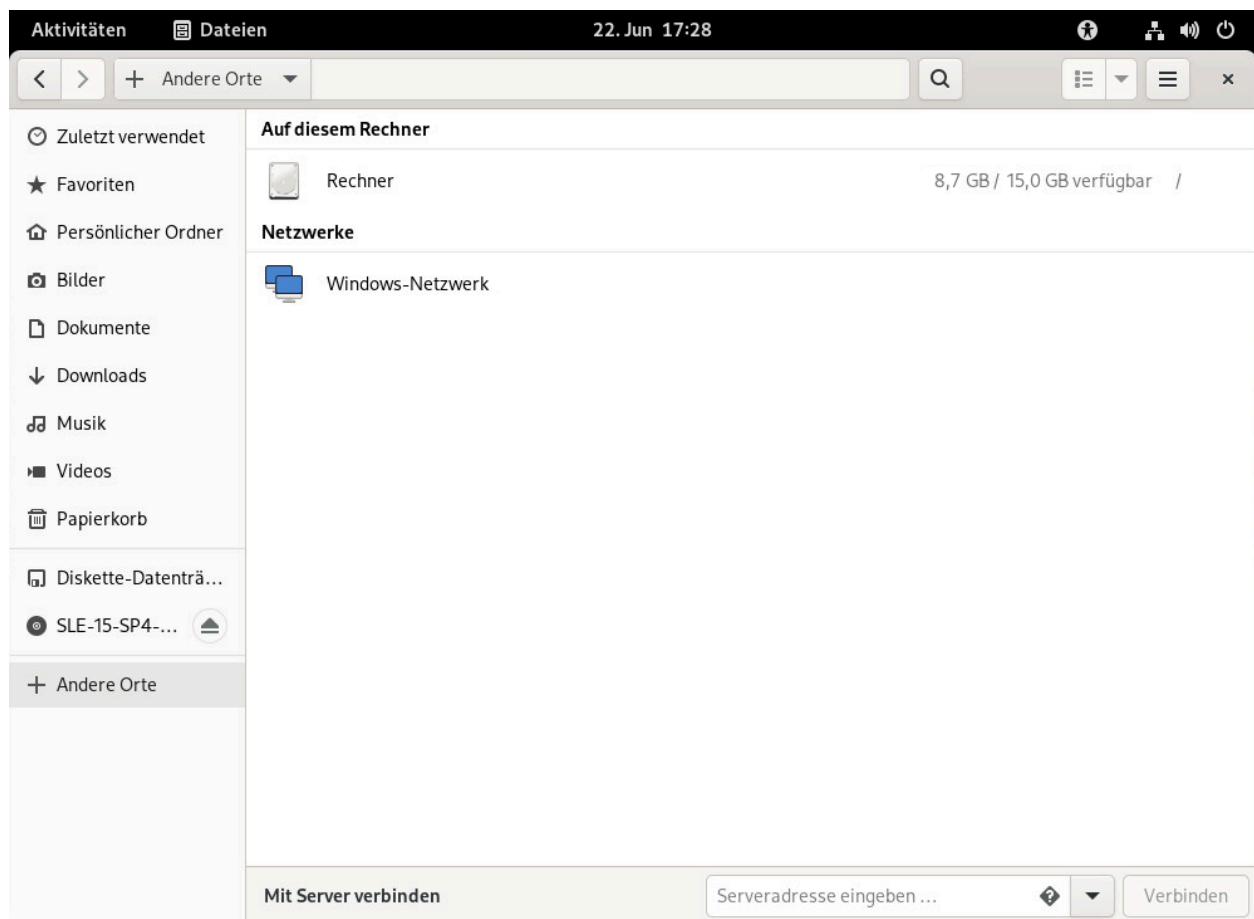 Aktivitäten Dateien 22. Jun 17:28
Andere Orte
Zuletzt verwendet
Favoriten
Persönlicher Ordner
Bilder
Dokumente
Downloads
Musik
Videos
Papierkorb
Diskette-Datenträ...
SLE-15-SP4-...
Andere Orte
Auf diesem Rechner
Rechner 8,7 GB / 15,0 GB verfügbar /
Netzwerke
Windows-Netzwerk
Mit Server verbinden Serveradresse eingeben ... Verbinden